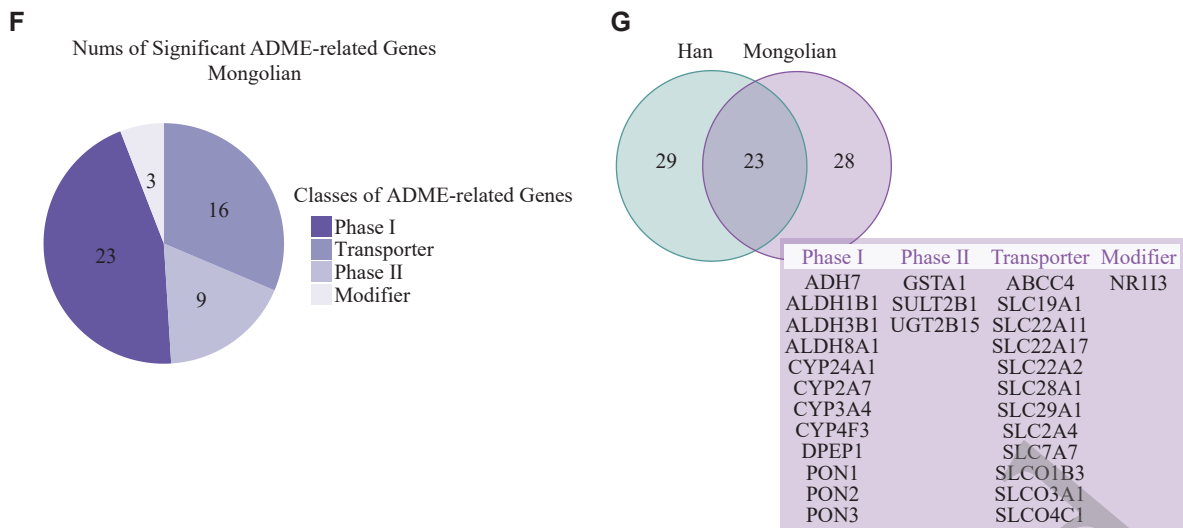 F
Nums of Significant ADME-related Genes
Mongolian
3
16
23
9
Classes of ADME-related Genes
Phase I
Transporter
Phase II
Modifier
G
Han Mongolian
29 23 28
Phase I Phase II Transporter Modifier
ADH7 GSTA1 ABCC4 NR1I3
ALDH1B1 SULT2B1 SLC19A1
ALDH3B1 UGT2B15 SLC22A11
ALDH8A1 SLC22A17
CYP24A1 SLC22A2
CYP2A7 SLC28A1
CYP3A4 SLC29A1
CYP4F3 SLC2A4
DPEP1 SLC7A7
PON1 SLCO1B3
PON2 SLCO3A1
PON3 SLCO4C1